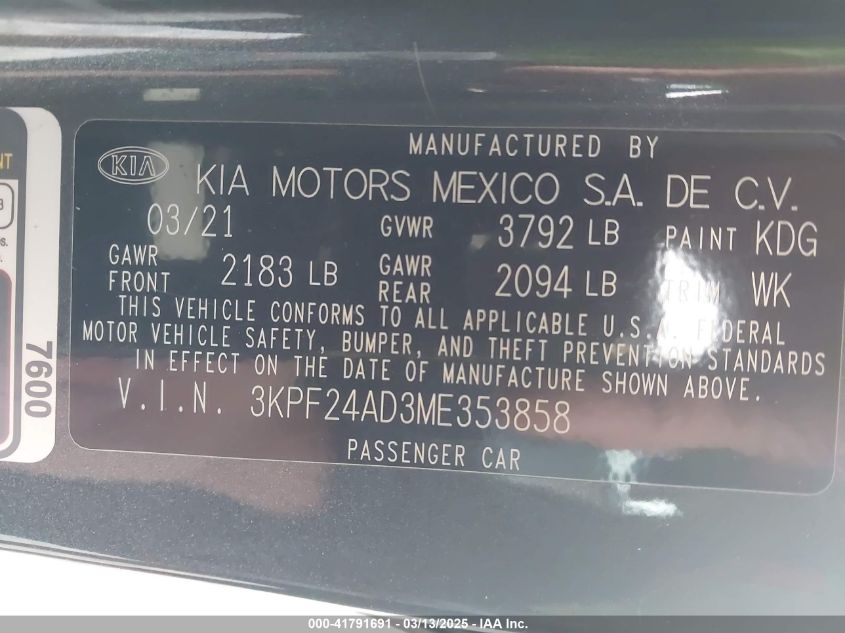 MANUFACTURED BY
KIA KIA MOTORS MEXICO S.A. DE C.V.
03/21 GVWR 3792 LB PAINT KDG
GAWR FRONT 2183 LB GAWR REAR 2094 LB TRIM WK
THIS VEHICLE CONFORMS TO ALL APPLICABLE U.S.A. FEDERAL
MOTOR VEHICLE SAFETY, BUMPER, AND THEFT PREVENTION STANDARDS
IN EFFECT ON THE DATE OF MANUFACTURE SHOWN ABOVE.
V.I.N. 3KPF24AD3ME353858
PASSENGER CAR
7600
000-41791691 - 03/13/2025 - IAA Inc.